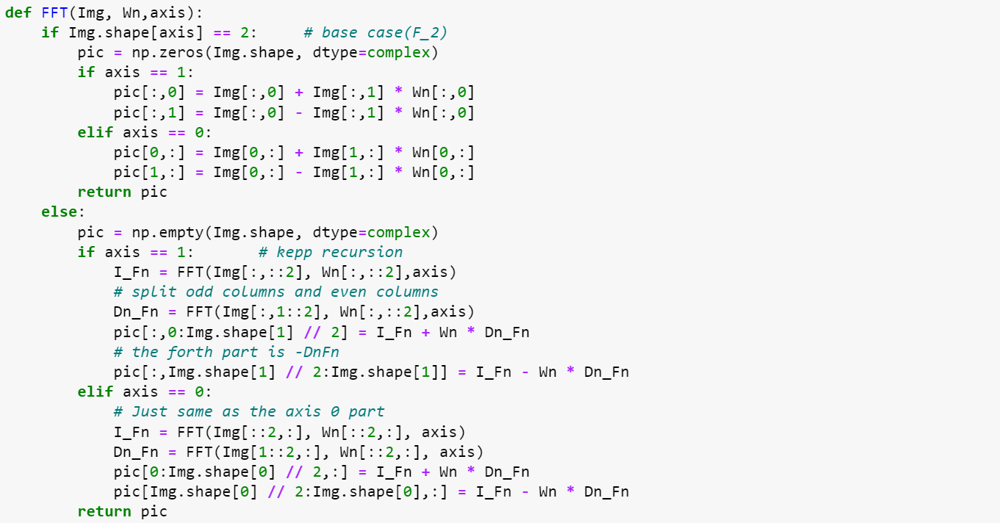 def FFT(Img, Wn,axis):
    if Img.shape[axis] == 2:     # base case(F_2)
        pic = np.zeros(Img.shape, dtype=complex)
        if axis == 1:
            pic[:,0] = Img[:,0] + Img[:,1] * Wn[:,0]
            pic[:,1] = Img[:,0] - Img[:,1] * Wn[:,0]
        elif axis == 0:
            pic[0,:] = Img[0,:] + Img[1,:] * Wn[0,:]
            pic[1,:] = Img[0,:] - Img[1,:] * Wn[0,:]
        return pic
    else:
        pic = np.empty(Img.shape, dtype=complex)
        if axis == 1:       # kepp recursion
            I_Fn = FFT(Img[:,::2], Wn[:,::2],axis)
            # split odd columns and even columns
            Dn_Fn = FFT(Img[:,1::2], Wn[:,::2],axis)
            pic[:,0:Img.shape[1] // 2] = I_Fn + Wn * Dn_Fn
            # the forth part is -DnFn
            pic[:,Img.shape[1] // 2:Img.shape[1]] = I_Fn - Wn * Dn_Fn
        elif axis == 0:
            # Just same as the axis 0 part
            I_Fn = FFT(Img[::2,:], Wn[::2,:], axis)
            Dn_Fn = FFT(Img[1::2,:], Wn[::2,:], axis)
            pic[0:Img.shape[0] // 2,:] = I_Fn + Wn * Dn_Fn
            pic[Img.shape[0] // 2:Img.shape[0],:] = I_Fn - Wn * Dn_Fn
        return pic